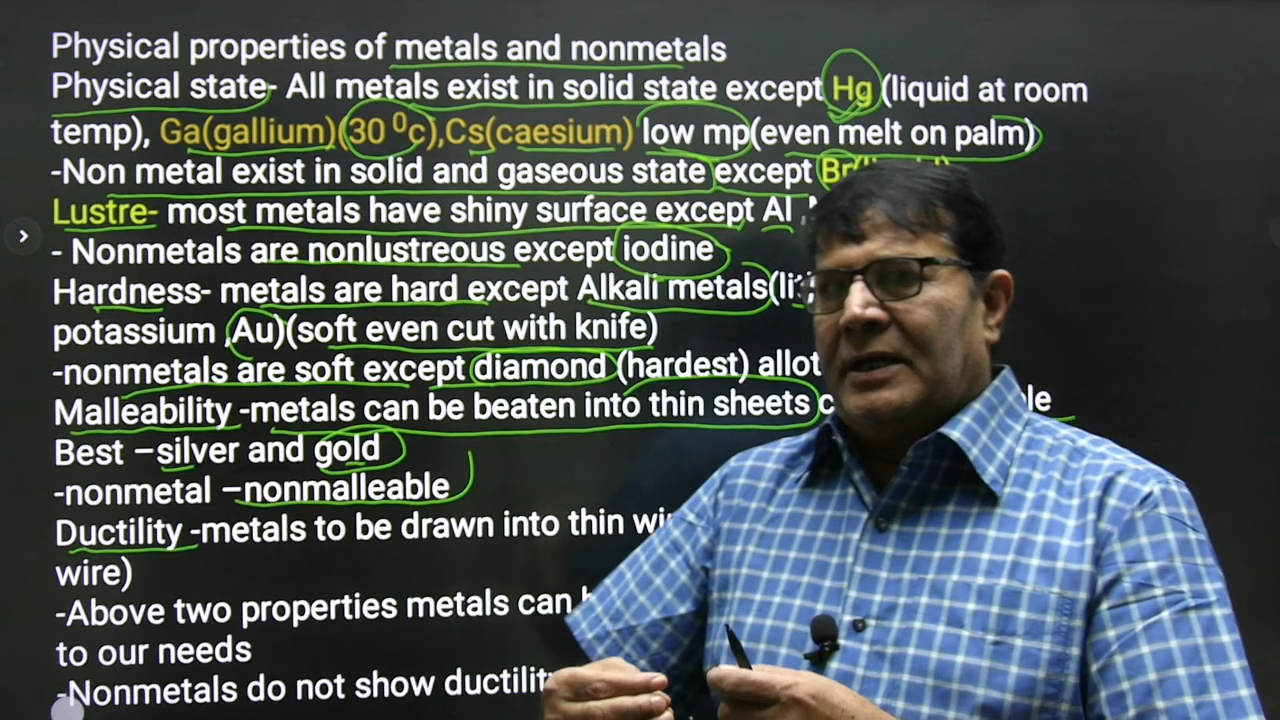 Physical properties of metals and nonmetals
Physical state- All metals exist in solid state except Hg (liquid at room
temp), Ga(gallium)(30 ⁰c),Cs(caesium) low mp(even melt on palm)
-Non metal exist in solid and gaseous state except
Lustre- most metals have shiny surface except Al ,
- Nonmetals are nonlustreous except iodine
Hardness- metals are hard except Alkali metals
potassium ,Au)(soft even cut with knife)
-nonmetals are soft except diamond (hardest)
Malleability -metals can be beaten into thin sheets
Best –silver and gold
-nonmetal –nonmalleable
Ductility -metals to be drawn into thin
wire)
-Above two properties metals can
to our needs
-Nonmetals do not show